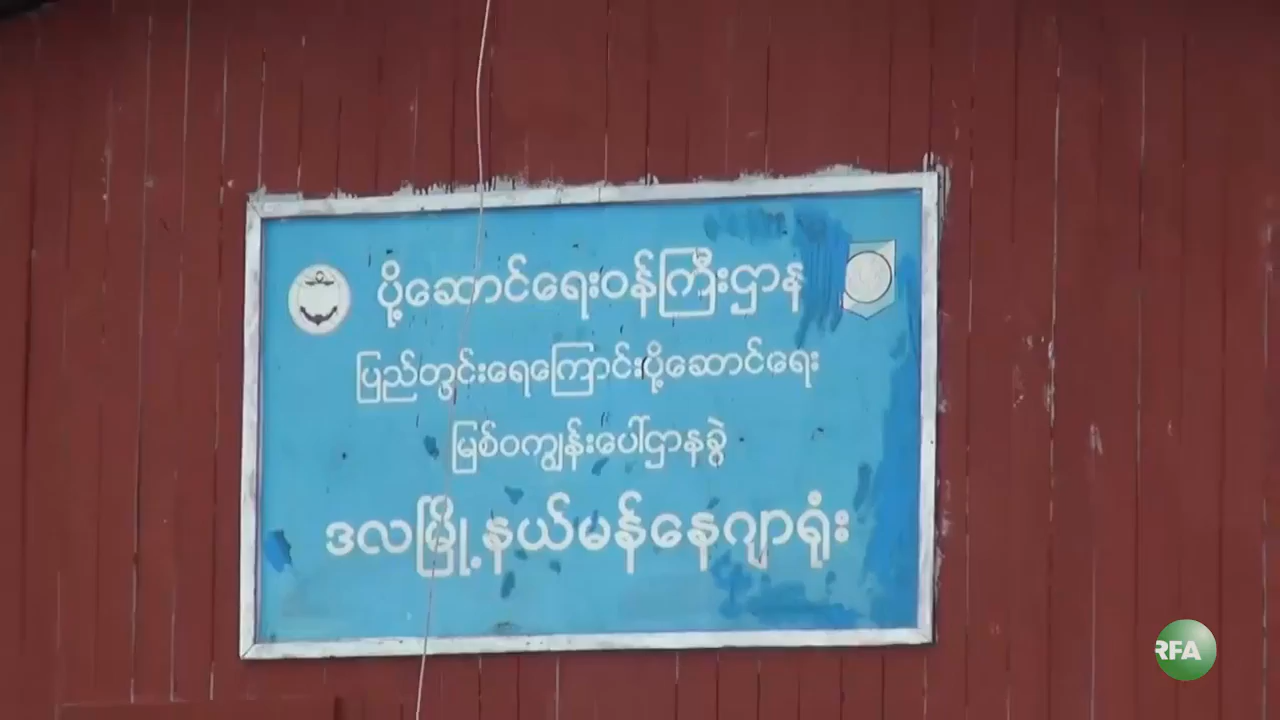 ပို့ဆောင်ရေးဝန်ကြီးဌာန
ပြည်တွင်းရေကြောင်းပို့ဆောင်ရေး
မြစ်ဝကျွန်းပေါ်ဌာနခွဲ
ဒလမြို့နယ်မန်နေဂျာရုံး
RFA